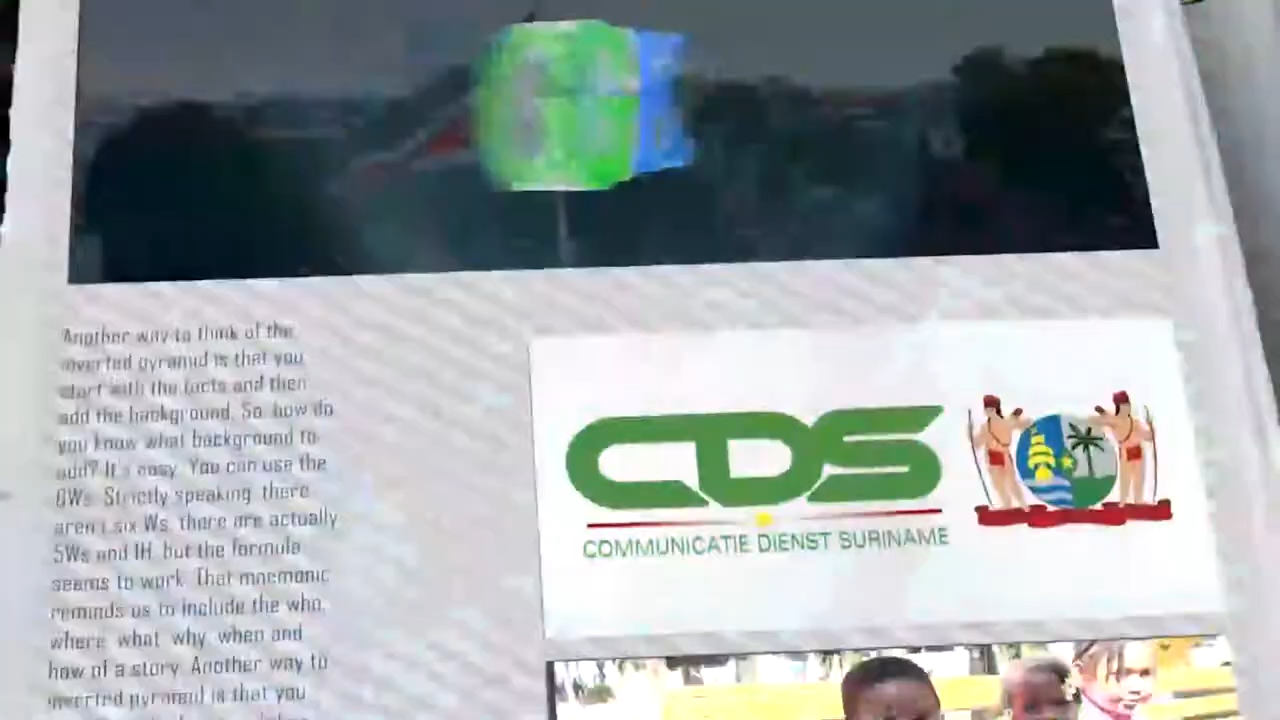 Another way to think of the
inverted pyramid is that you
start with the facts and then
add the background. So, how do
you know what background to
add? It's easy. You can use the
6Ws. Strictly speaking, there
aren't six Ws, there are actually
5Ws and 1H, but the formula
seems to work. That mnemonic
reminds us to include the who,
where, what, why, when and
how of a story. Another way to
inverted pyramid is that you
CDS
COMMUNICATIE DIENST SURINAME